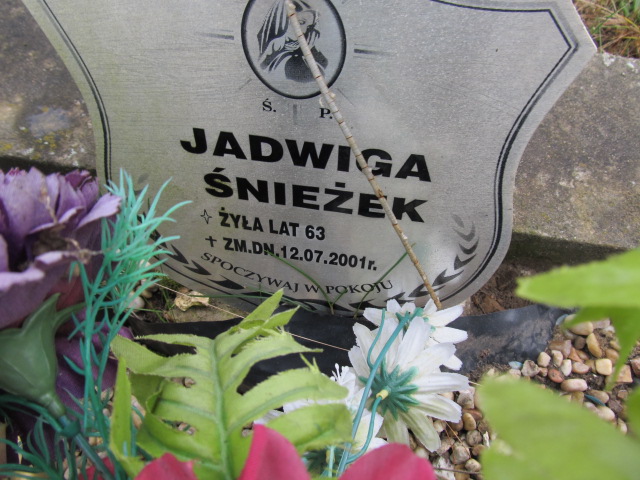 Ś. P.
JADWIGA
ŚNIEŻEK
ŻYŁA LAT 63
ZM.DN.12.07.2001r.
SPOCZYWAJ W POKOJU